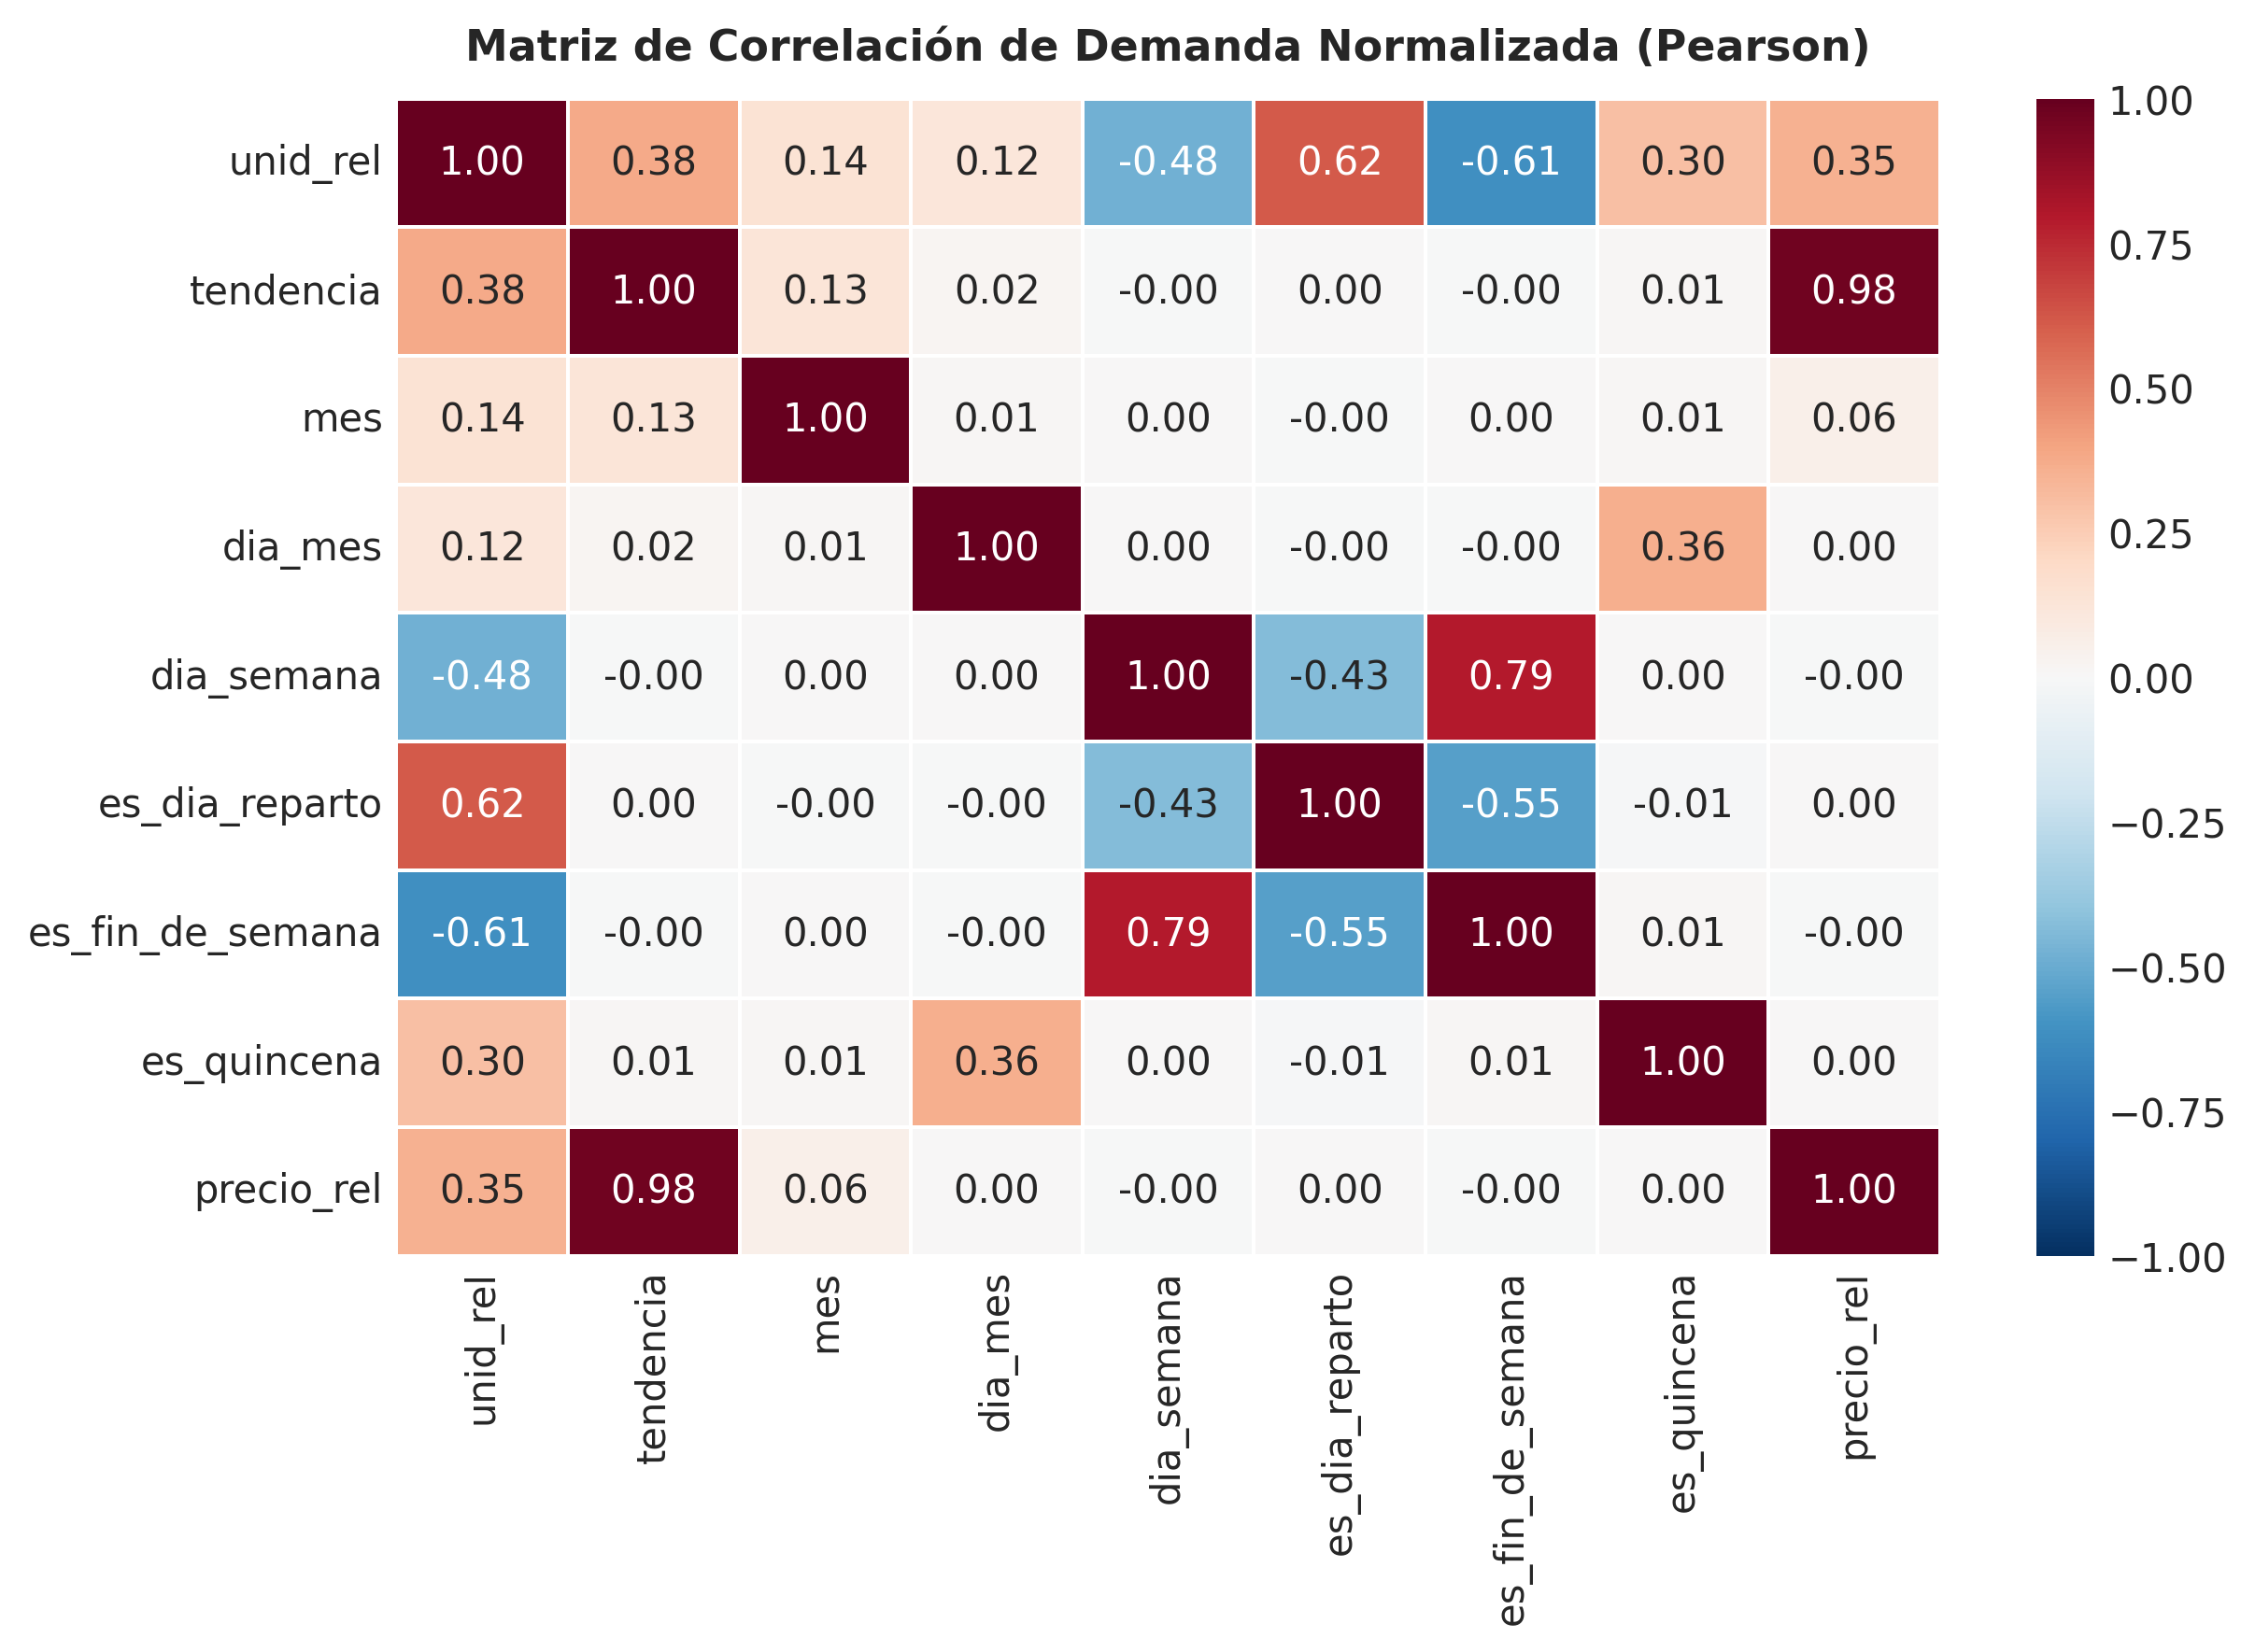 Matriz de Correlación de Demanda Normalizada (Pearson)
unid_rel 1.00 0.38 0.14 0.12 -0.48 0.62 -0.61 0.30 0.35
tendencia 0.38 1.00 0.13 0.02 -0.00 0.00 -0.00 0.01 0.98
mes 0.14 0.13 1.00 0.01 0.00 -0.00 0.00 0.01 0.06
dia_mes 0.12 0.02 0.01 1.00 0.00 -0.00 -0.00 0.36 0.00
dia_semana -0.48 -0.00 0.00 0.00 1.00 -0.43 0.79 0.00 -0.00
es_dia_reparto 0.62 0.00 -0.00 -0.00 -0.43 1.00 -0.55 -0.01 0.00
es_fin_de_semana -0.61 -0.00 0.00 -0.00 0.79 -0.55 1.00 0.01 -0.00
es_quincena 0.30 0.01 0.01 0.36 0.00 -0.01 0.01 1.00 0.00
precio_rel 0.35 0.98 0.06 0.00 -0.00 0.00 -0.00 0.00 1.00
unid_rel
tendencia
mes
dia_mes
dia_semana
es_dia_reparto
es_fin_de_semana
es_quincena
precio_rel
1.00
0.75
0.50
0.25
0.00
−0.25
−0.50
−0.75
−1.00